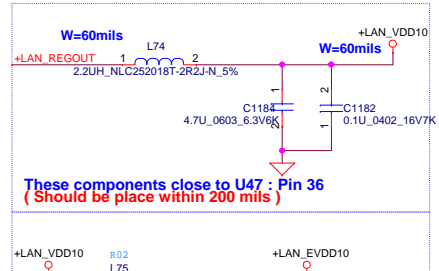 W=60mils
+LAN_VDD10
+LAN_REGOUT 1 L74 2 W=60mils
2.2UH_NLC252018T-2R2J-N_5%
1 2
C1184 C1182
4.7U_0603_6.3V6K 0.1U_0402_16V7K
2 1
These components close to U47 : Pin 36
( Should be place within 200 mils )
+LAN_VDD10 R02 +LAN_EVDD10
L75